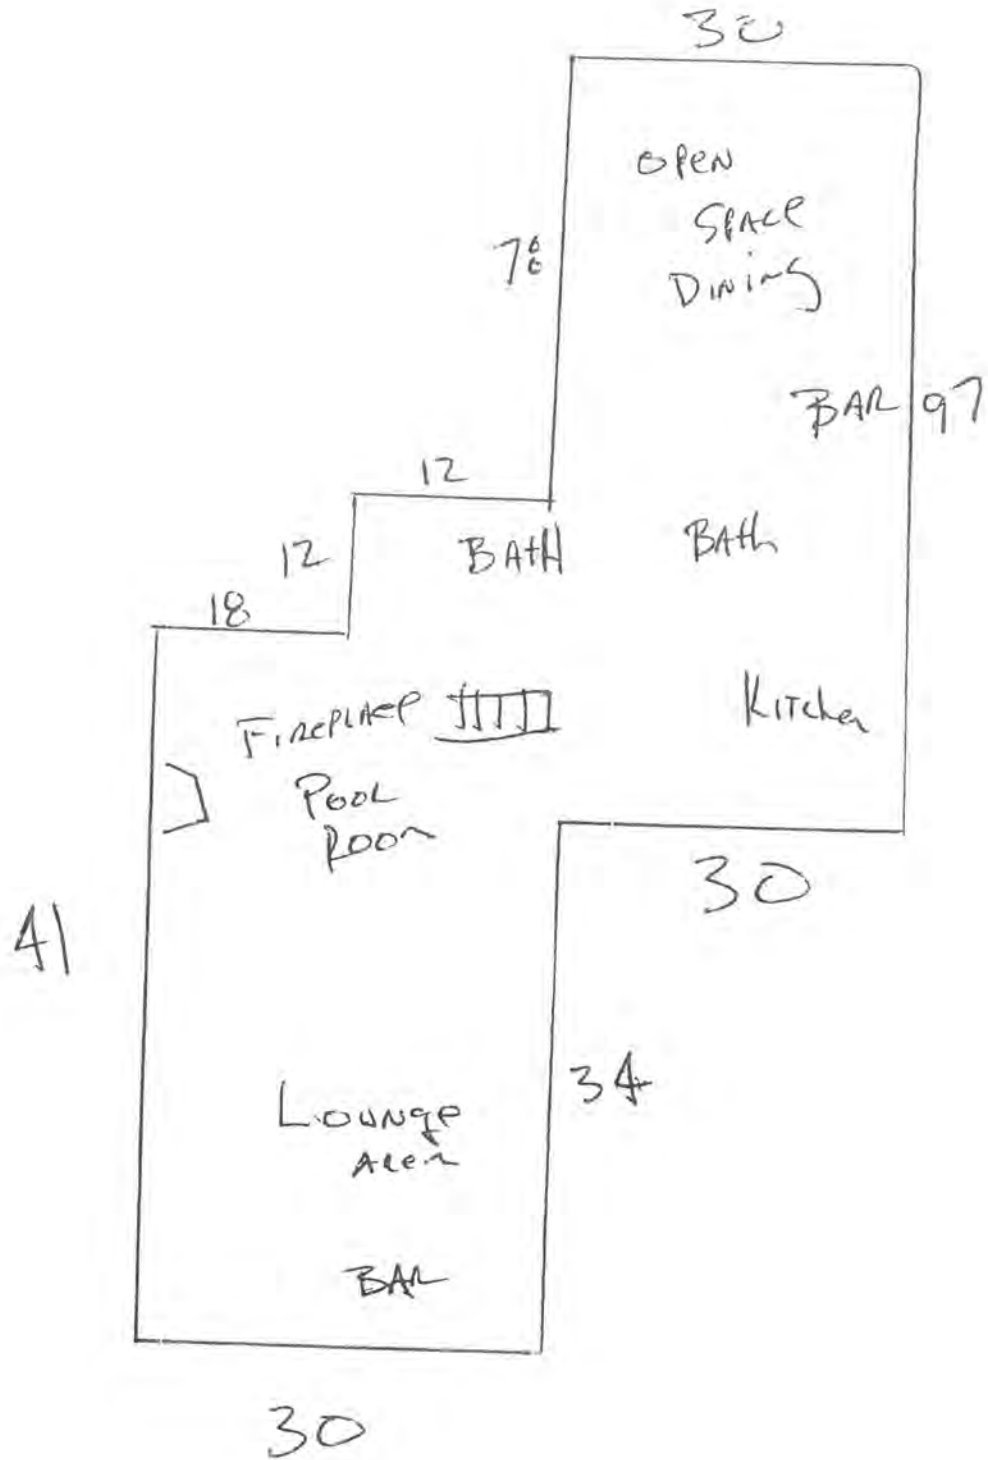 30
OPEN
SPACE
DINING
78
BAR 97
12
BATH
Bath
12
18
Fireplace
Kitchen
Pool
Room
30
41
34
Lounge
Area
BAR
30